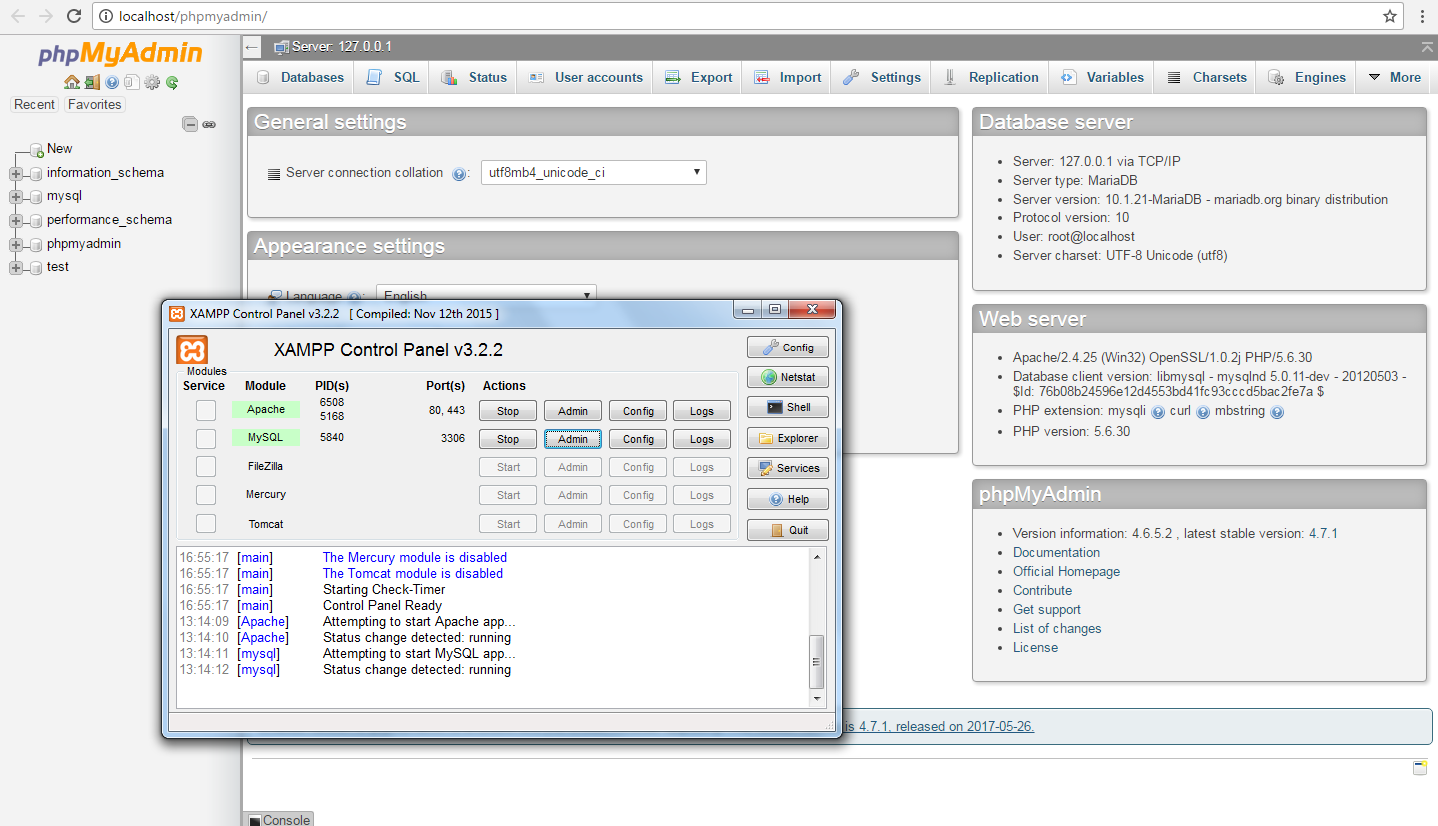 localhost/phpmyadmin/
phpMyAdmin
Recent Favorites
New
information_schema
mysql
performance_schema
phpmyadmin
test
Server: 127.0.0.1
Databases SQL Status User accounts Export Import Settings Replication Variables Charsets Engines More
General settings
Server connection collation : utf8mb4_unicode_ci
Appearance settings
Language : English
Database server
Server: 127.0.0.1 via TCP/IP
Server type: MariaDB
Server version: 10.1.21-MariaDB - mariadb.org binary distribution
Protocol version: 10
User: root@localhost
Server charset: UTF-8 Unicode (utf8)
Web server
Apache/2.4.25 (Win32) OpenSSL/1.0.2j PHP/5.6.30
Database client version: libmysql - mysqlnd 5.0.11-dev - 20120503 -
$Id: 76b08b24596e12d4553bd41fc93cccd5bac2fe7a $
PHP extension: mysqli curl mbstring
PHP version: 5.6.30
phpMyAdmin
Version information: 4.6.5.2 , latest stable version: 4.7.1
Documentation
Official Homepage
Contribute
Get support
List of changes
License
is 4.7.1, released on 2017-05-26.
Console
XAMPP Control Panel v3.2.2 [ Compiled: Nov 12th 2015 ]
XAMPP Control Panel v3.2.2
Modules
Service Module PID(s) Port(s) Actions
Apache 6508 5168 80, 443 Stop Admin Config Logs
MySQL 5840 3306 Stop Admin Config Logs
FileZilla Start Admin Config Logs
Mercury Start Admin Config Logs
Tomcat Start Admin Config Logs
Config
Netstat
Shell
Explorer
Services
Help
Quit
16:55:17 [main] The Mercury module is disabled
16:55:17 [main] The Tomcat module is disabled
16:55:17 [main] Starting Check-Timer
16:55:17 [main] Control Panel Ready
13:14:09 [Apache] Attempting to start Apache app...
13:14:10 [Apache] Status change detected: running
13:14:11 [mysql] Attempting to start MySQL app...
13:14:12 [mysql] Status change detected: running